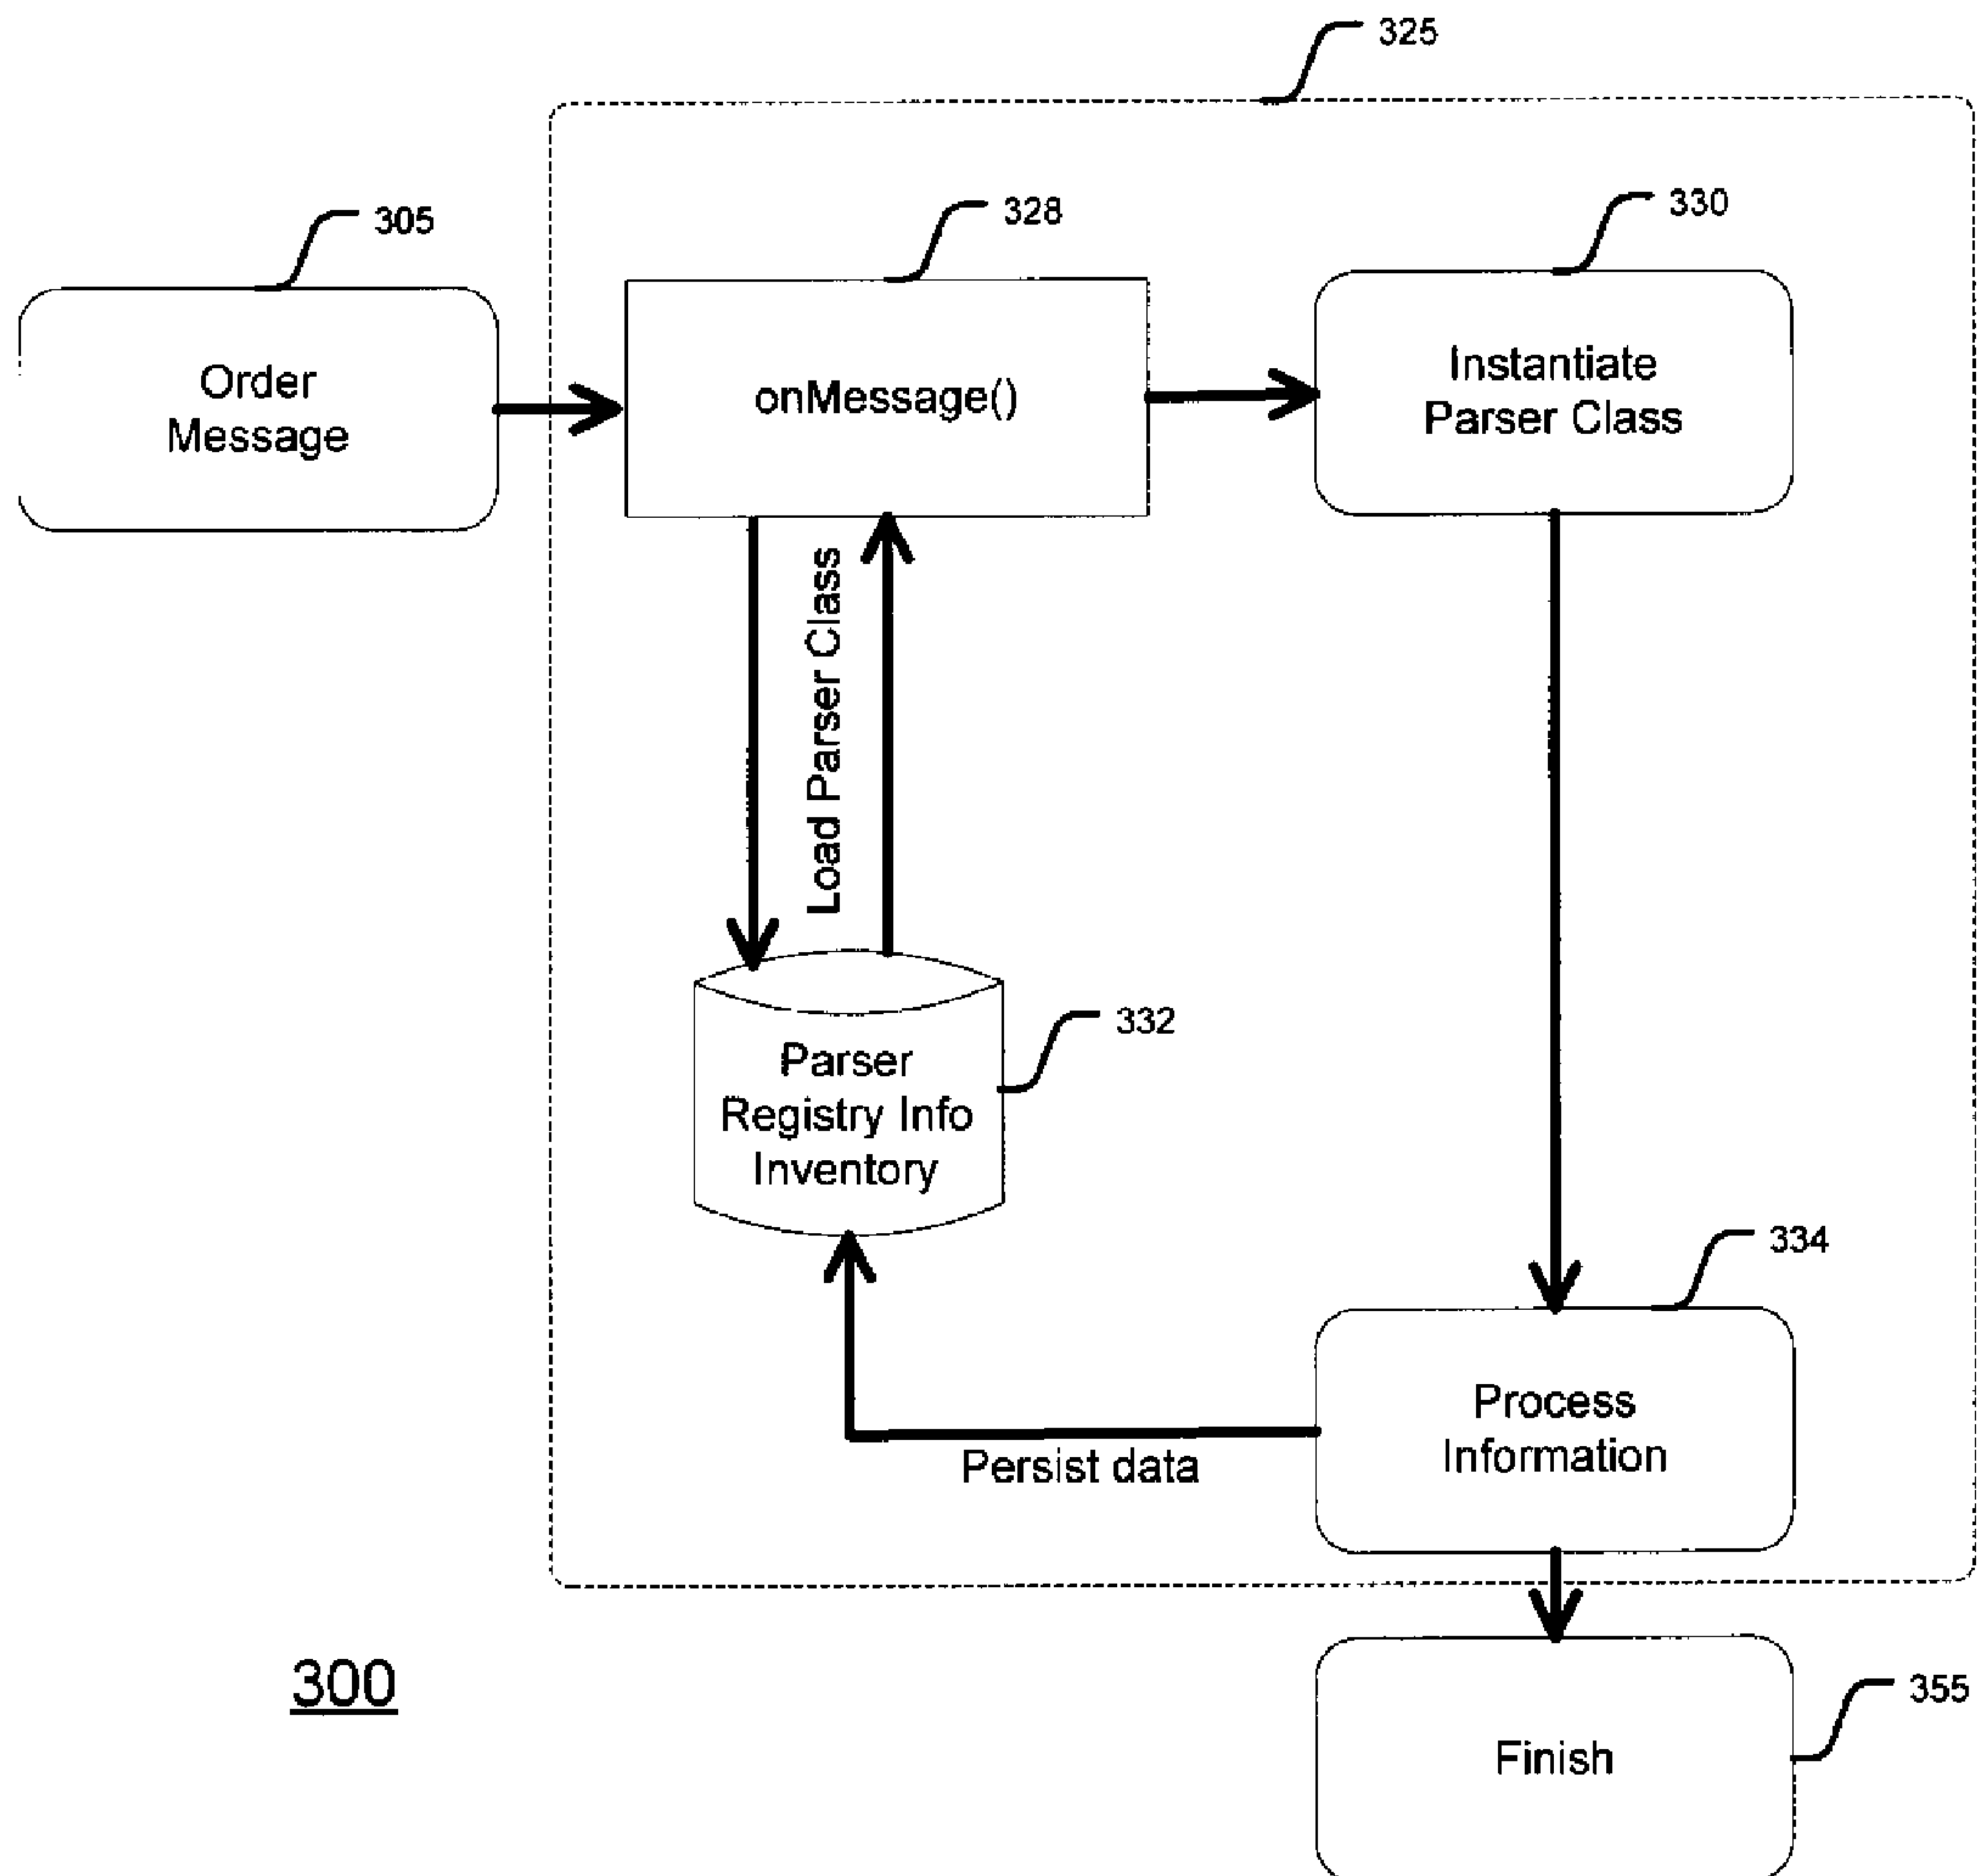 325
305
328
330
Order
Message
onMessage()
Instantiate
Parser Class
Load Parser Class
332
Parser
Registry Info
Inventory
334
Process
Information
Persist data
300
355
Finish